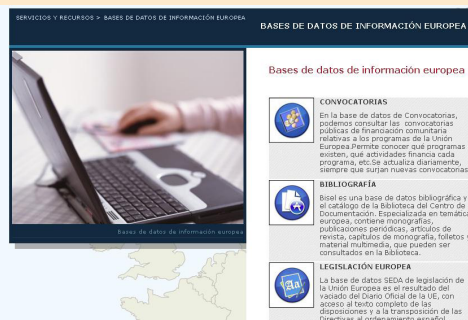 SERVICIOS Y RECURSOS > BASES DE DATOS DE INFORMACIÓN EUROPEA
BASES DE DATOS DE INFORMACIÓN EUROPEA
Bases de datos de información europea
Bases de datos de información europea
CONVOCATORIAS
En la base de datos de Convocatorias,
podemos consultar las convocatorias
públicas de financiación comunitaria
relativas a los programas de la Unión
Europea.Permite conocer qué programas
existen, qué actividades financia cada
programa, etc.Se actualiza diariamente,
siempre que surjan nuevas convocatorias
BIBLIOGRAFÍA
Bisel es una base de datos bibliográfica y
el catálogo de la Biblioteca del Centro de
Documentación. Especializada en temática
europea, contiene monografías,
publicaciones periódicas, artículos de
revista, capítulos de monografía, folletos
material multimedia, que pueden ser
consultados en la Biblioteca.
LEGISLACIÓN EUROPEA
Aa
La base de datos SEDA de legislación de
la Unión Europea es el resultado del
vaciado del Diario Oficial de la UE, con
acceso al texto completo de las
disposiciones y a la transposición de las
Directivas al ordenamiento español